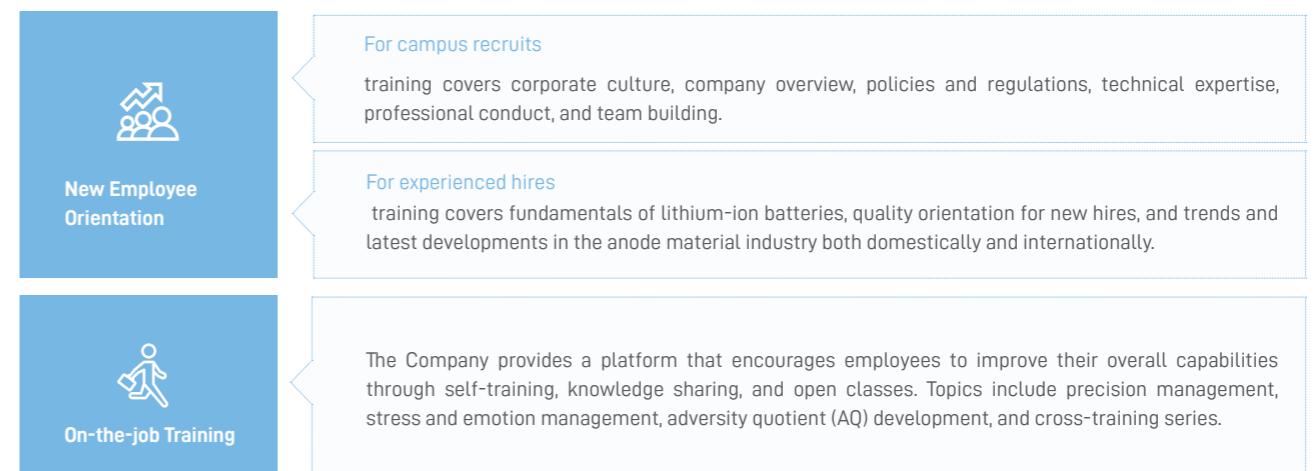 New Employee
Orientation
For campus recruits
training covers corporate culture, company overview, policies and regulations, technical expertise,
professional conduct, and team building.
For experienced hires
training covers fundamentals of lithium-ion batteries, quality orientation for new hires, and trends and
latest developments in the anode material industry both domestically and internationally.
On-the-job Training
The Company provides a platform that encourages employees to improve their overall capabilities
through self-training, knowledge sharing, and open classes. Topics include precision management,
stress and emotion management, adversity quotient (AQ) development, and cross-training series.